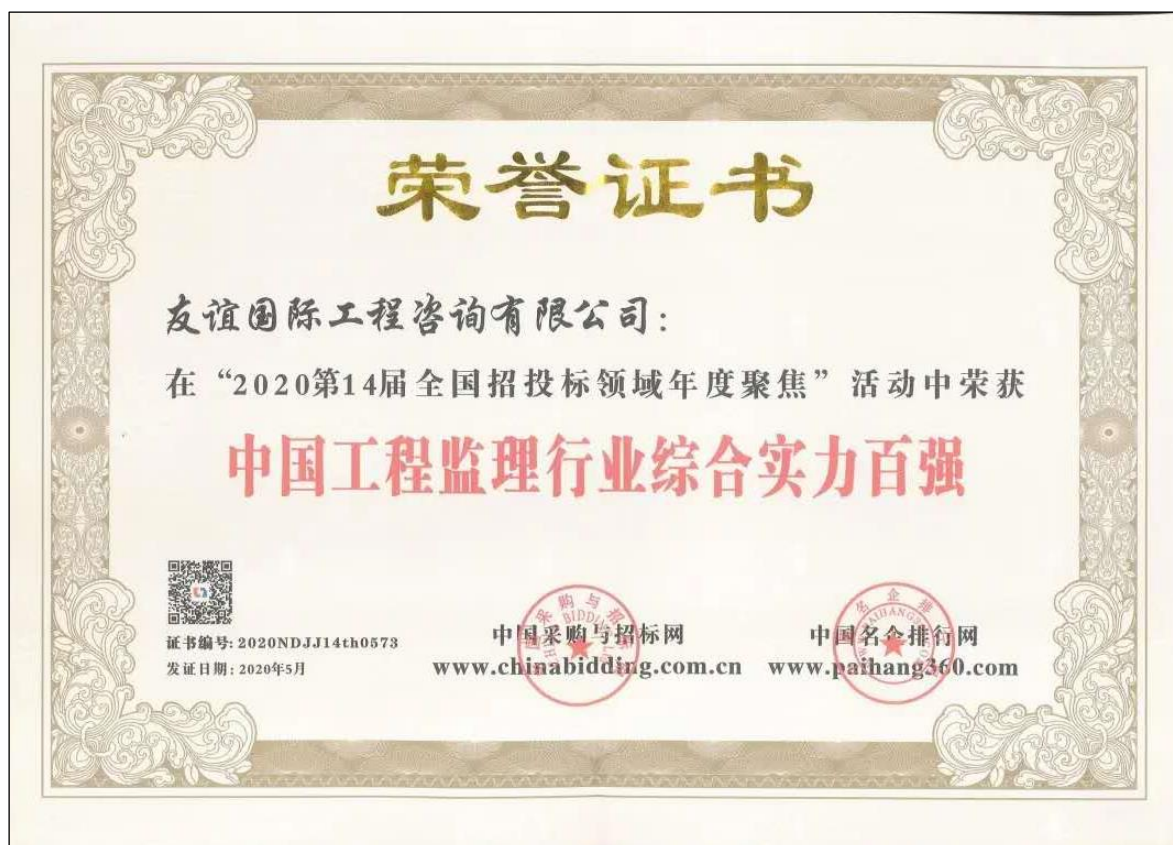 荣誉证书
友谊国际工程咨询有限公司：
在“2020第14届全国招投标领域年度聚焦”活动中荣获
中国工程监理行业综合实力百强
证书编号：2020NDJJ14th0573
发证日期：2020年5月
中国采购与招标网
www.chinabidding.com.cn
中国名企排行网
www.paihang360.com